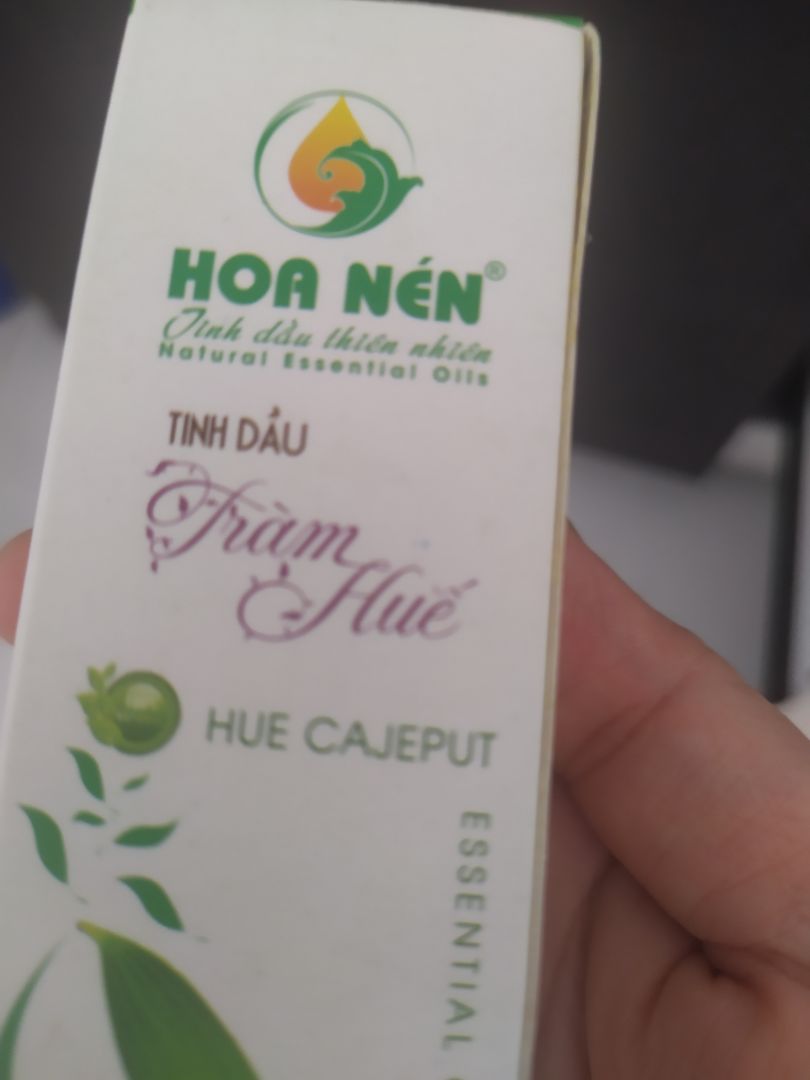 HOA NÉN®
Tinh dầu thiên nhiên
Natural Essential Oils
TINH DẦU
Tràm
Huế
HUE CAJEPUT
ESSENTIAL